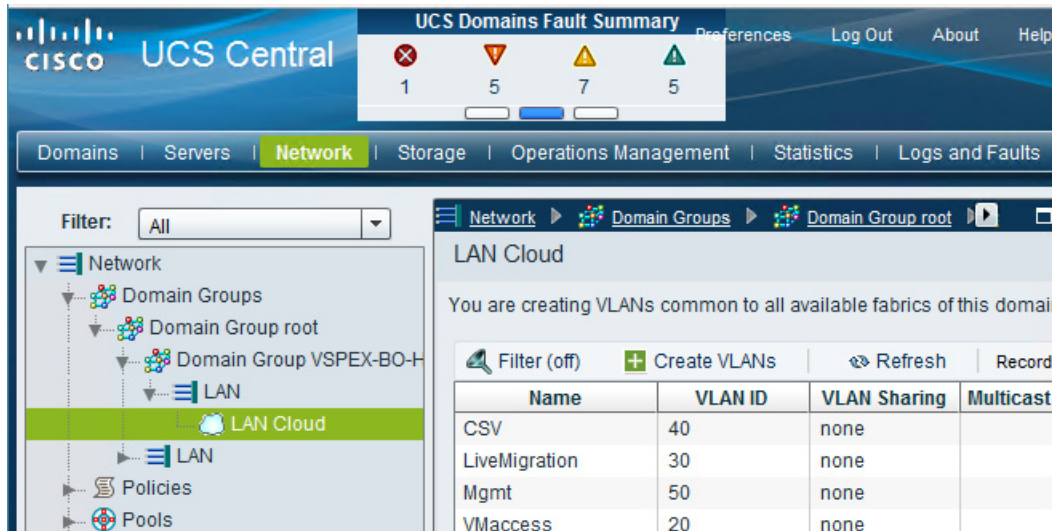 UCS Domains Fault Summary
CISCO UCS Central
Preferences Log Out About Help
1 5 7 5
Domains | Servers | Network | Storage | Operations Management | Statistics | Logs and Faults
Filter: All
Network
Domain Groups
Domain Group root
Domain Group VSPEX-BO-H
LAN
LAN Cloud
LAN
Policies
Pools
Network Domain Groups Domain Group root
LAN Cloud
You are creating VLANs common to all available fabrics of this domai
Filter (off) Create VLANs Refresh Record
Name VLAN ID VLAN Sharing Multicast
CSV 40 none
LiveMigration 30 none
Mgmt 50 none
VMaccess 20 none